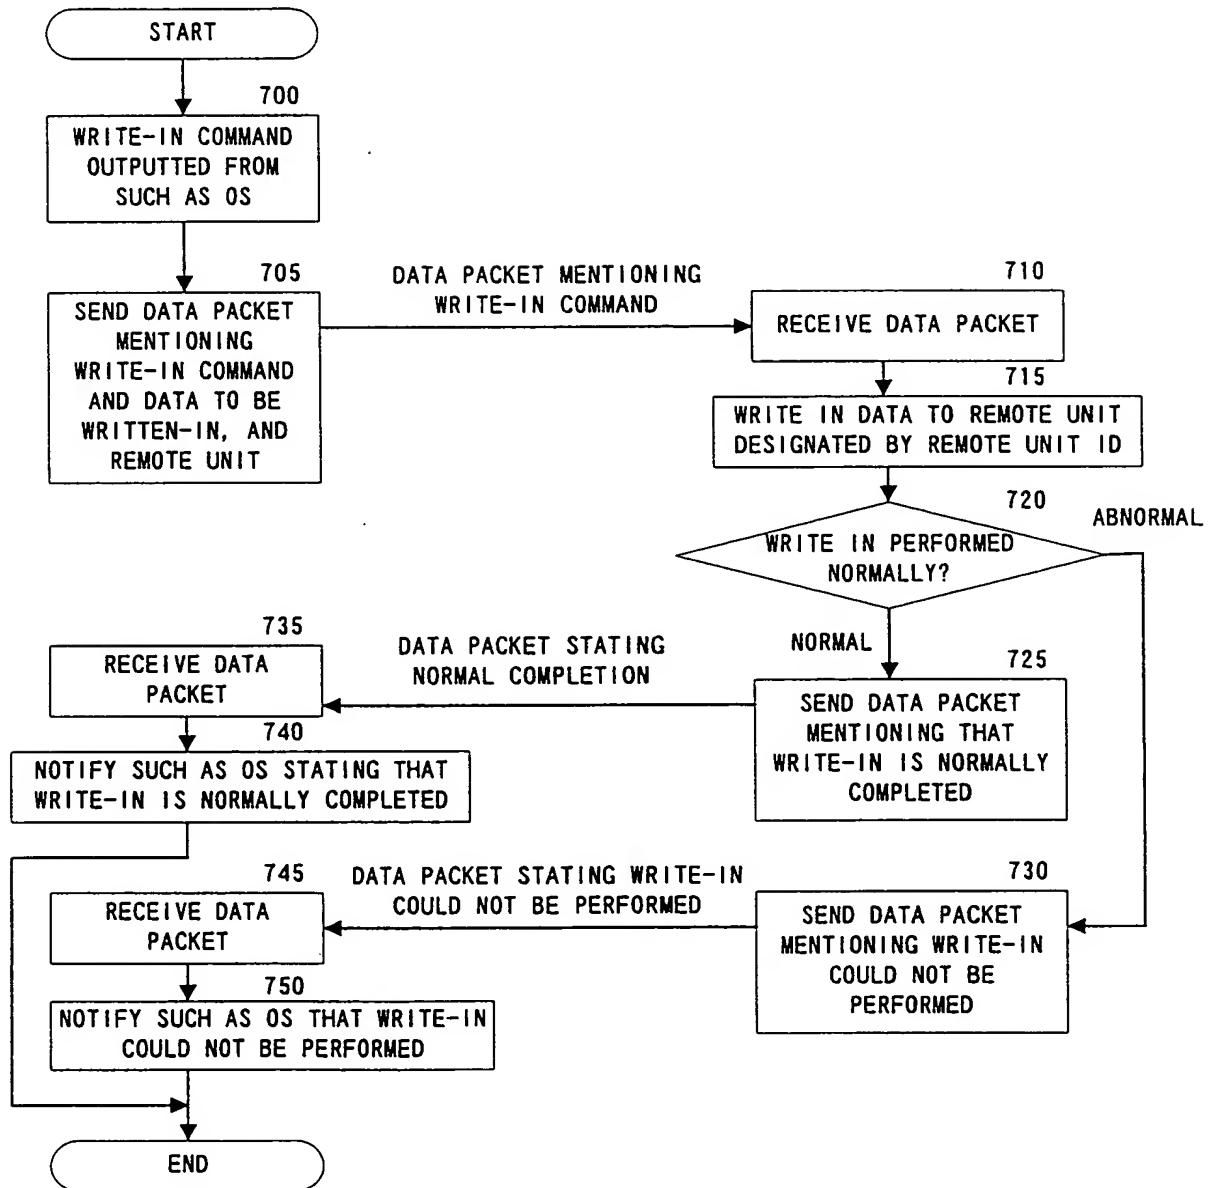 START
700
WRITE-IN COMMAND
OUTPUTTED FROM
SUCH AS OS
705
SEND DATA PACKET
MENTIONING
WRITE-IN COMMAND
AND DATA TO BE
WRITTEN-IN, AND
REMOTE UNIT
DATA PACKET MENTIONING
WRITE-IN COMMAND
710
RECEIVE DATA PACKET
715
WRITE IN DATA TO REMOTE UNIT
DESIGNATED BY REMOTE UNIT ID
720
ABNORMAL
WRITE IN PERFORMED
NORMALLY?
NORMAL
725
SEND DATA PACKET
MENTIONING THAT
WRITE-IN IS NORMALLY
COMPLETED
DATA PACKET STATING
NORMAL COMPLETION
735
RECEIVE DATA
PACKET
740
NOTIFY SUCH AS OS STATING THAT
WRITE-IN IS NORMALLY COMPLETED
730
SEND DATA PACKET
MENTIONING WRITE-IN
COULD NOT BE
PERFORMED
DATA PACKET STATING WRITE-IN
COULD NOT BE PERFORMED
745
RECEIVE DATA
PACKET
750
NOTIFY SUCH AS OS THAT WRITE-IN
COULD NOT BE PERFORMED
END